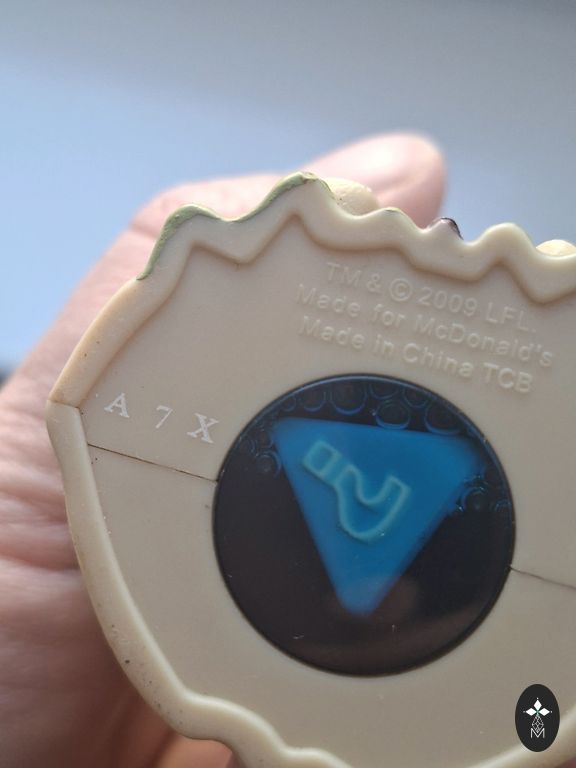 TM & © 2009 LFL.
Made for McDonald's
Made in China TCB
A 7 X
M